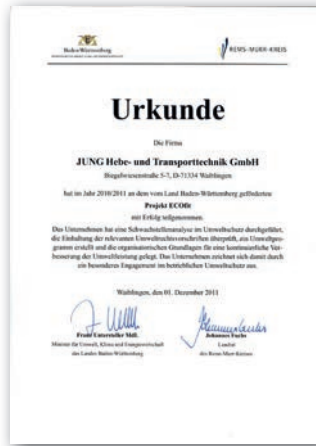 Baden-Württemberg
REMS-MURR-KREIS
Urkunde
Die Firma
JUNG Hebe- und Transporttechnik GmbH
Biegelwiesenstraße 5-7, D-71334 Waiblingen
hat im Jahr 2010/2011 an dem vom Land Baden-Württemberg geförderten
Projekt ECOfit
mit Erfolg teilgenommen.
Das Unternehmen hat eine Schwachstellenanalyse im Umweltschutz durchgeführt,
die Einhaltung der relevanten Umweltrechtsvorschriften überprüft, ein Umweltpro-
gramm erstellt und die organisatorischen Grundlagen für eine kontinuierliche Ver-
besserung der Umweltleistung gelegt. Das Unternehmen zeichnet sich damit durch
ein besonderes Engagement im betrieblichen Umweltschutz aus.
Waiblingen, den 01. Dezember 2011
Franz Untersteller MdL
Johannes Fuchs
Minister für Umwelt, Klima und Energiewirtschaft
Landrat
des Landes Baden-Württemberg
des Rems-Murr-Kreises